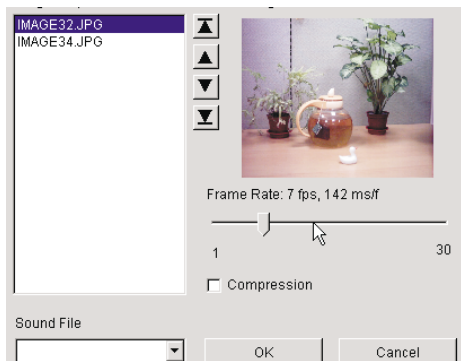 IMAGE32.JPG
IMAGE34.JPG
Frame Rate: 7 fps, 142 ms/f
1
30
Compression
Sound File
OK
Cancel